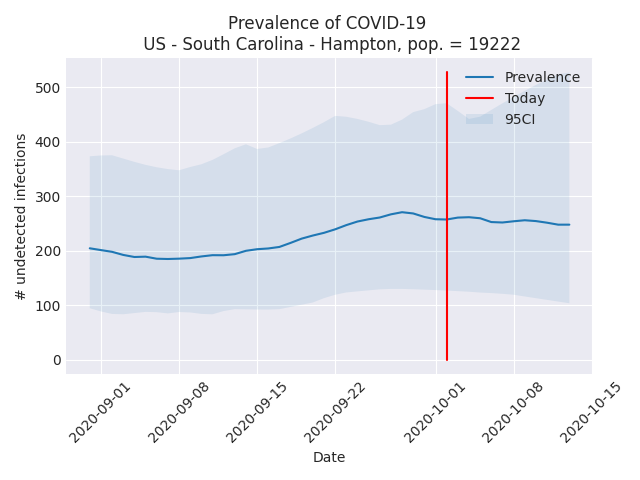 Prevalence of COVID-19
US - South Carolina - Hampton, pop. = 19222
Prevalence
Today
95CI
500
400
300
200
100
0
# undetected infections
2020-09-01
2020-09-08
2020-09-15
2020-09-22
2020-10-01
2020-10-08
2020-10-15
Date